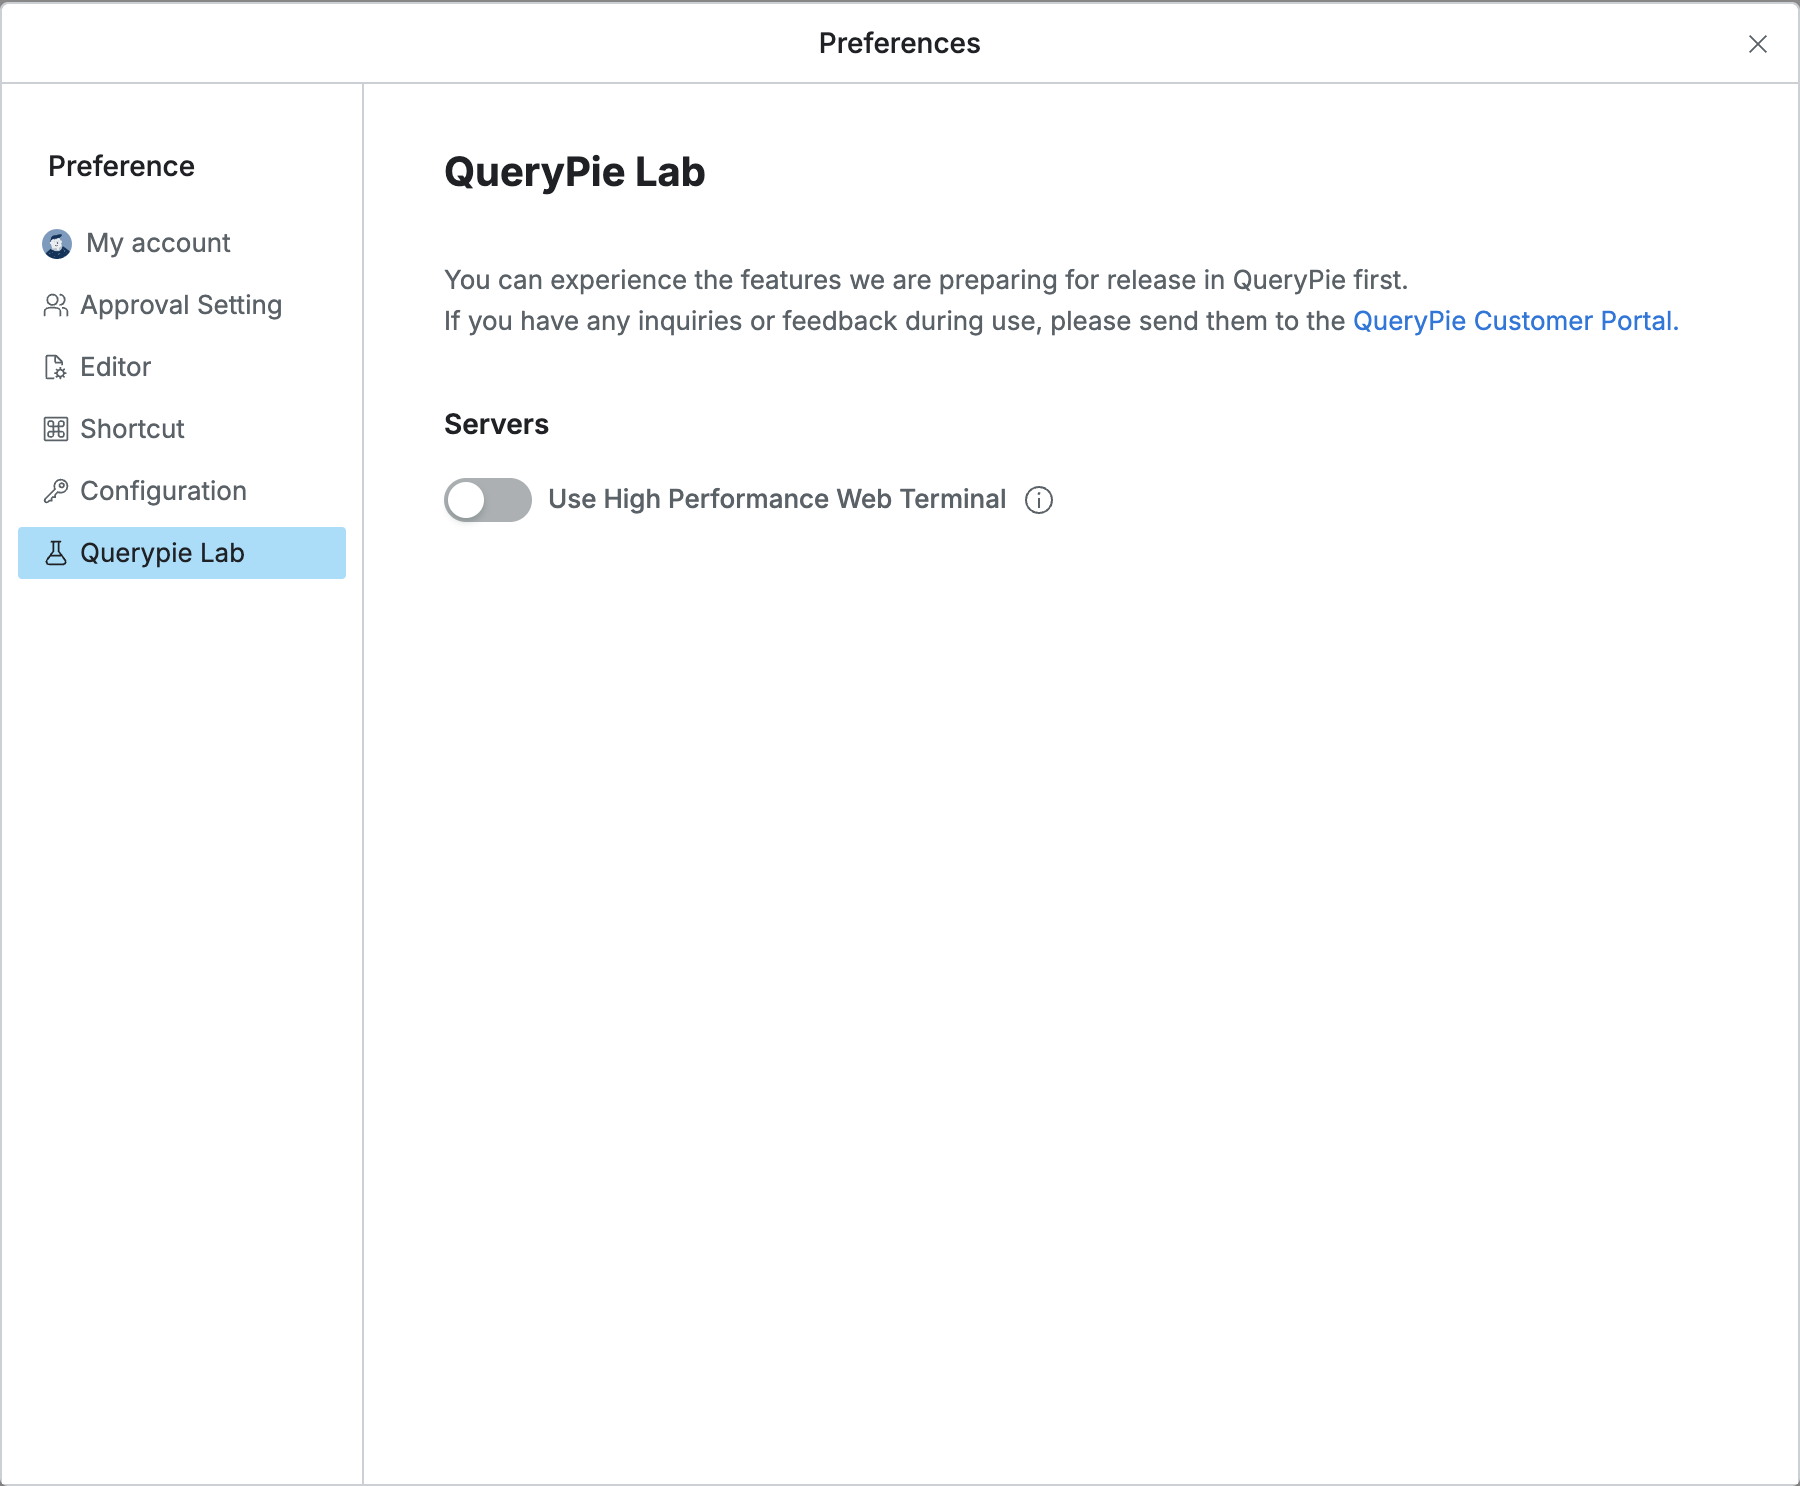 Preferences
Preference
My account
Approval Setting
Editor
Shortcut
Configuration
Querypie Lab
QueryPie Lab
You can experience the features we are preparing for release in QueryPie first.
If you have any inquiries or feedback during use, please send them to the QueryPie Customer Portal.
Servers
Use High Performance Web Terminal